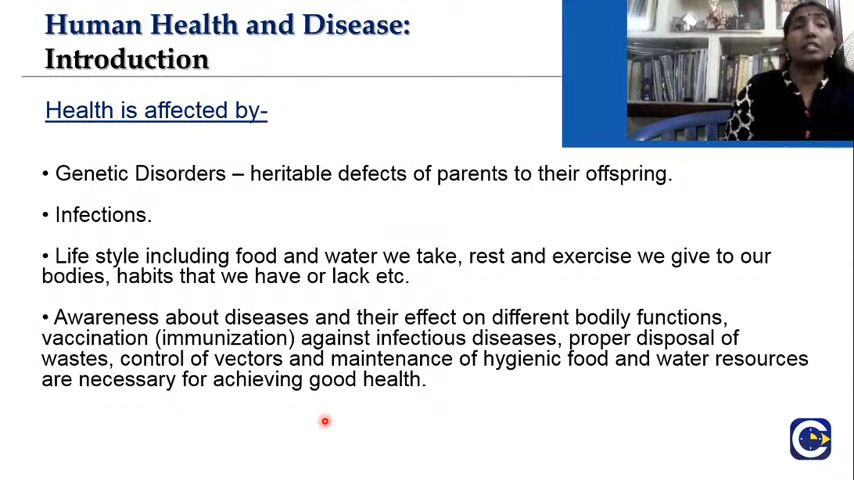 Human Health and Disease:
Introduction
Health is affected by-
• Genetic Disorders – heritable defects of parents to their offspring.
• Infections.
• Life style including food and water we take, rest and exercise we give to our
bodies, habits that we have or lack etc.
• Awareness about diseases and their effect on different bodily functions,
vaccination (immunization) against infectious diseases, proper disposal of
wastes, control of vectors and maintenance of hygienic food and water resources
are necessary for achieving good health.